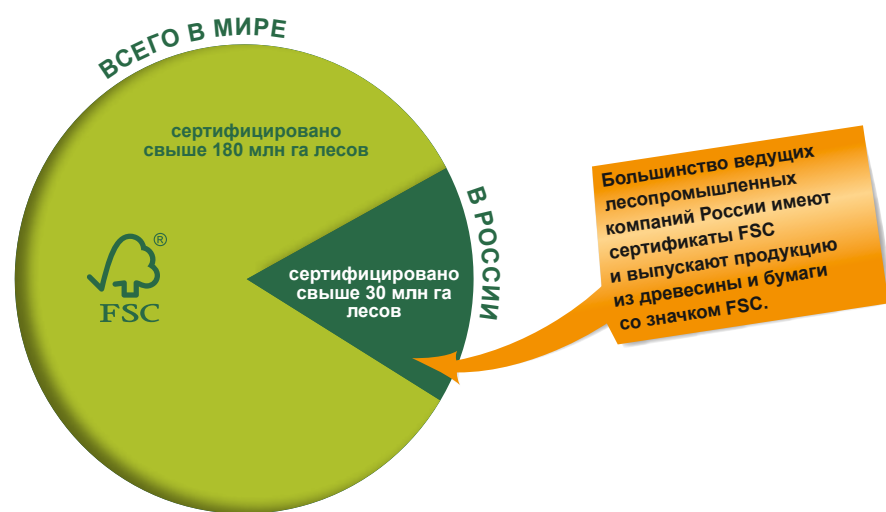 ВСЕГО В МИРЕ
сертифицировано
свыше 180 млн га лесов
В РОССИИ
сертифицировано
свыше 30 млн га
лесов
®
FSC
Большинство ведущих
лесопромышленных
компаний России имеют
сертификаты FSC
и выпускают продукцию
из древесины и бумаги
со значком FSC.